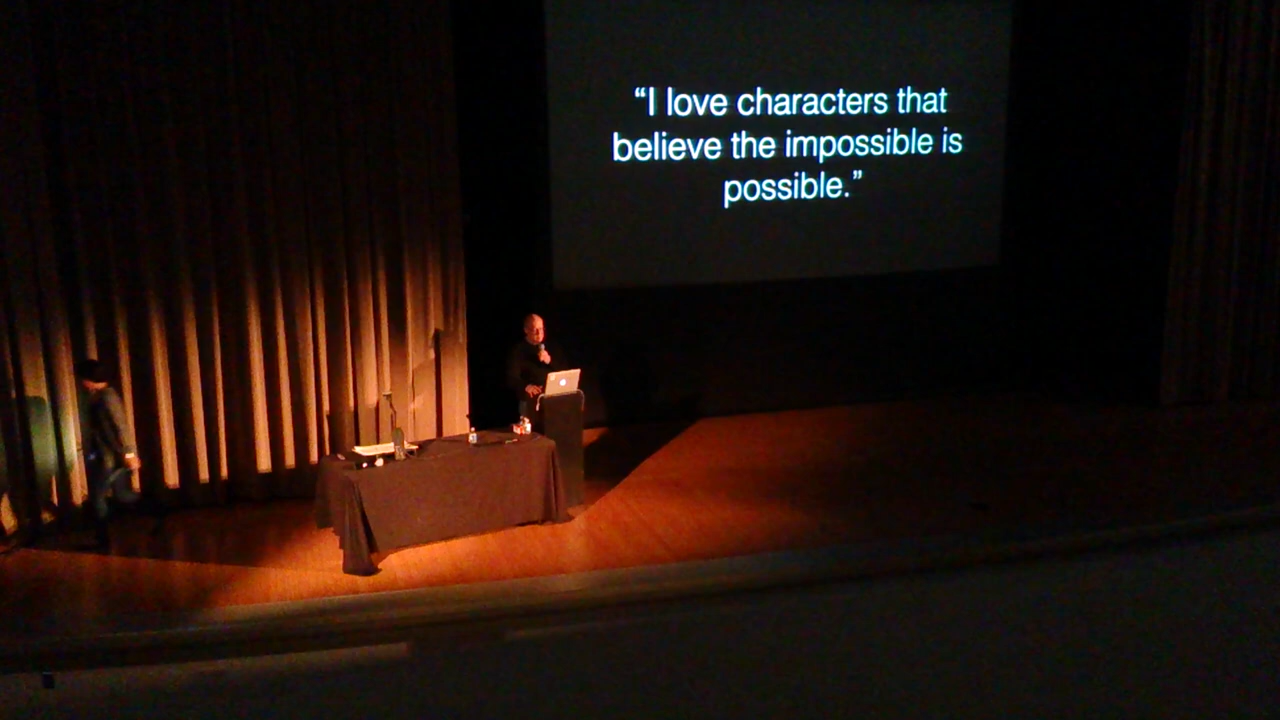 “I love characters that
believe the impossible is
possible.”